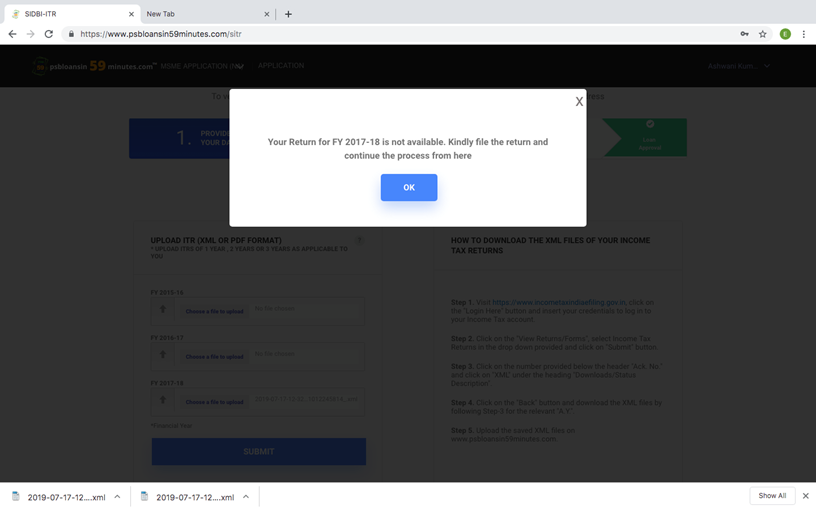 SIDBI-ITR
New Tab
https://www.psbloansin59minutes.com/sitr
E
psbloansin 59 minutes.com
MSME APPLICATION
APPLICATION
Ashwani Kum..
1. PROVIDE
YOUR
Your Return for FY 2017-18 is not available. Kindly file the return and
continue the process from here
X
OK
Loan
Approval
UPLOAD ITR (XML OR PDF FORMAT)
* UPLOAD ITRS OF 1 YEAR , 2 YEARS OR 3 YEARS AS APPLICABLE TO
YOU
FY 2015-16
Choose a file to upload No file chosen
FY 2016-17
Choose a file to upload No file chosen
FY 2017-18
Choose a file to upload
*Financial Year
SUBMIT
HOW TO DOWNLOAD THE XML FILES OF YOUR INCOME
TAX RETURNS
Step 1. Visit https://www.incometaxindiaefiling.gov.in, click on
the "Login Here" button and insert your credentials to log in to
your Income Tax account
Step 2. Click on the "View Returns/Forms", select Income Tax
Returns in the drop down provided and click on "Submit" button
Step 3. Click on the number provided below the header "Ack. No."
and click on "XML" under the heading "Downloads/Status
Description"
Step 4. Click on the "Back" button and download the XML files by
following Step-3 for the relevant "A.Y".
Step 5. Upload the saved XML files on
www.psbloansin59minutes.com
2019-07-17-12....xml
2019-07-17-12....xml
Show All